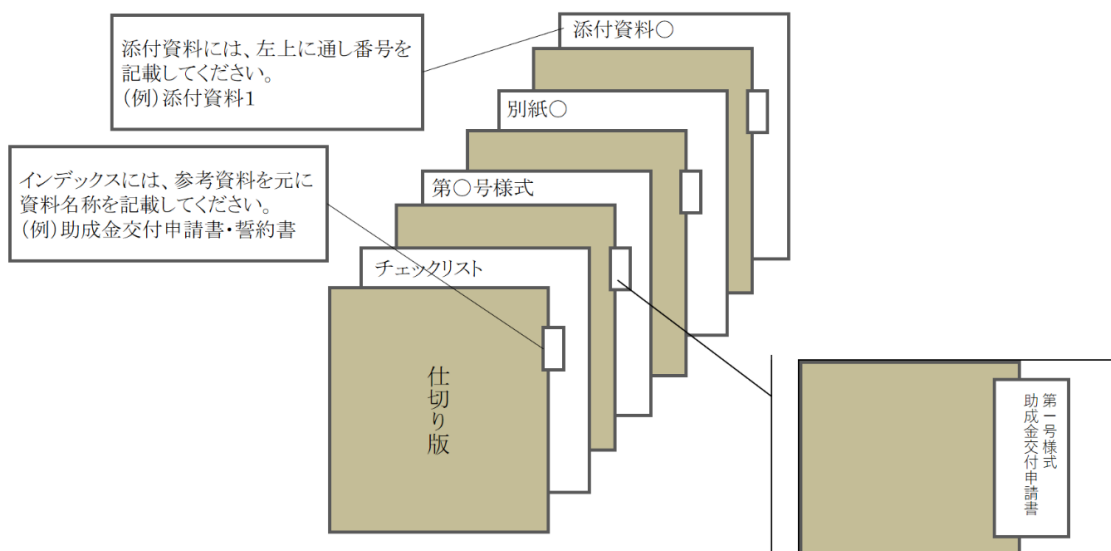 添付資料には、左上に通し番号を
記載してください。
（例）添付資料１
添付資料○
別紙○
インデックスには、参考資料を元に
資料名称を記載してください。
（例）助成金交付申請書・誓約書
第○号様式
チェックリスト
仕切り版
第一号様式
助成金交付申請書